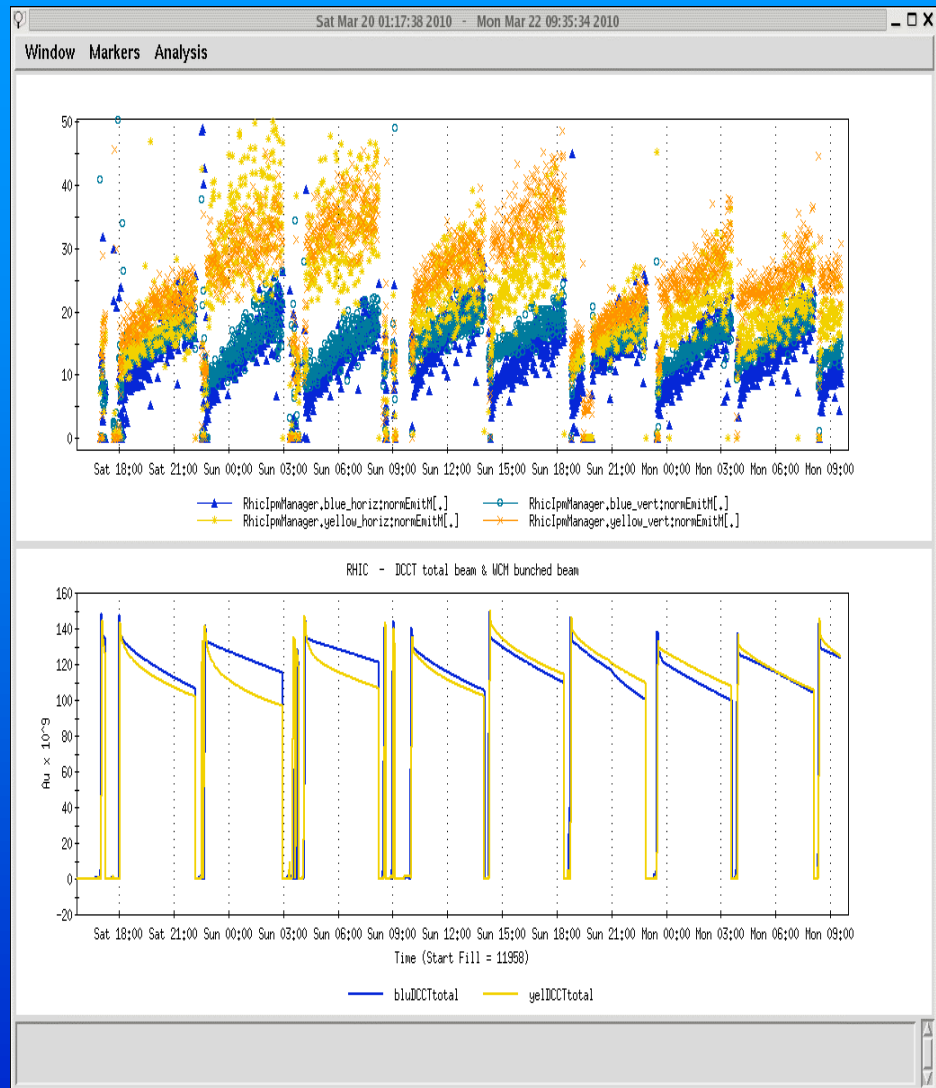 Sat Mar 20 01:17:38 2010 - Mon Mar 22 09:35:34 2010
Window Markers Analysis
50
40
30
20
10
0
Sat 18:00 Sat 21:00 Sun 00:00 Sun 03:00 Sun 06:00 Sun 09:00 Sun 12:00 Sun 15:00 Sun 18:00 Sun 21:00 Mon 00:00 Mon 03:00 Mon 06:00 Mon 09:00
RhicIpmManager.blue_horiz:normEmitM[.] RhicIpmManager.blue_vert:normEmitM[.]
RhicIpmManager.yellow_horiz:normEmitM[.] RhicIpmManager.yellow_vert:normEmitM[.]
RHIC - DCCT total beam & WCM bunched beam
160
140
120
100
80
60
40
20
0
-20
Au x 10^9
Sat 18:00 Sat 21:00 Sun 00:00 Sun 03:00 Sun 06:00 Sun 09:00 Sun 12:00 Sun 15:00 Sun 18:00 Sun 21:00 Mon 00:00 Mon 03:00 Mon 06:00 Mon 09:00
Time (Start Fill = 11958)
bluDCCTtotal yelDCCTtotal